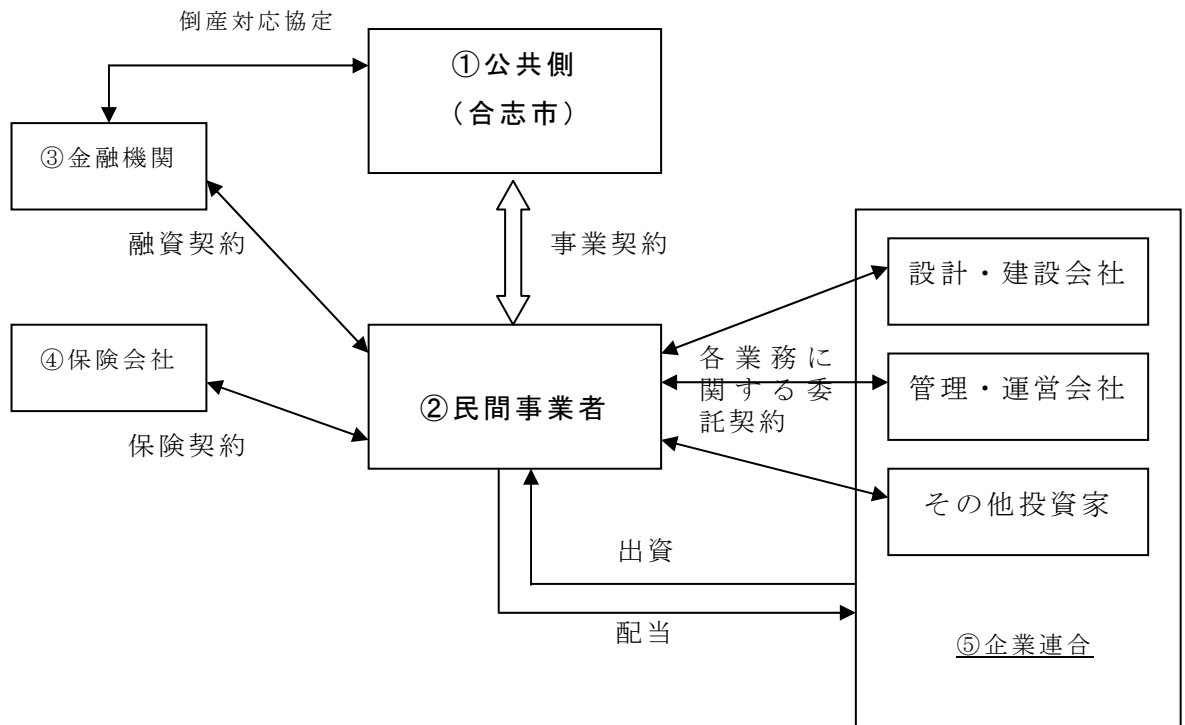 倒産対応協定
①公共側
(合志市)
③金融機関
融資契約
事業契約
設計・建設会社
④保険会社
②民間事業者
各業務に
関する委
託契約
管理・運営会社
保険契約
その他投資家
出資
配当
⑤企業連合